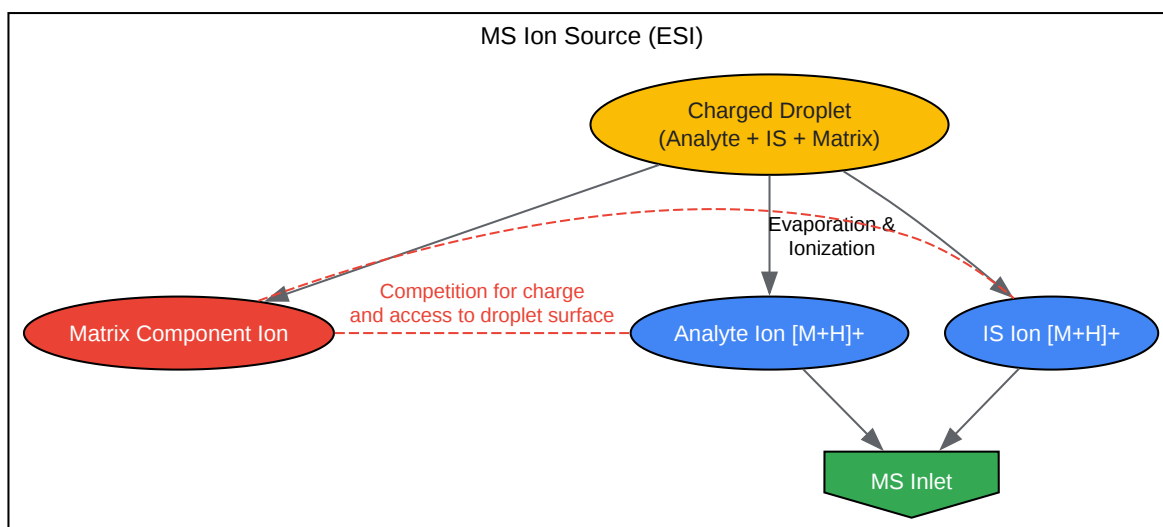 MS Ion Source (ESI)
Charged Droplet
(Analyte + IS + Matrix)
Evaporation &
Ionization
Competition for charge
and access to droplet surface
Matrix Component Ion
Analyte Ion [M+H]+
IS Ion [M+H]+
MS Inlet